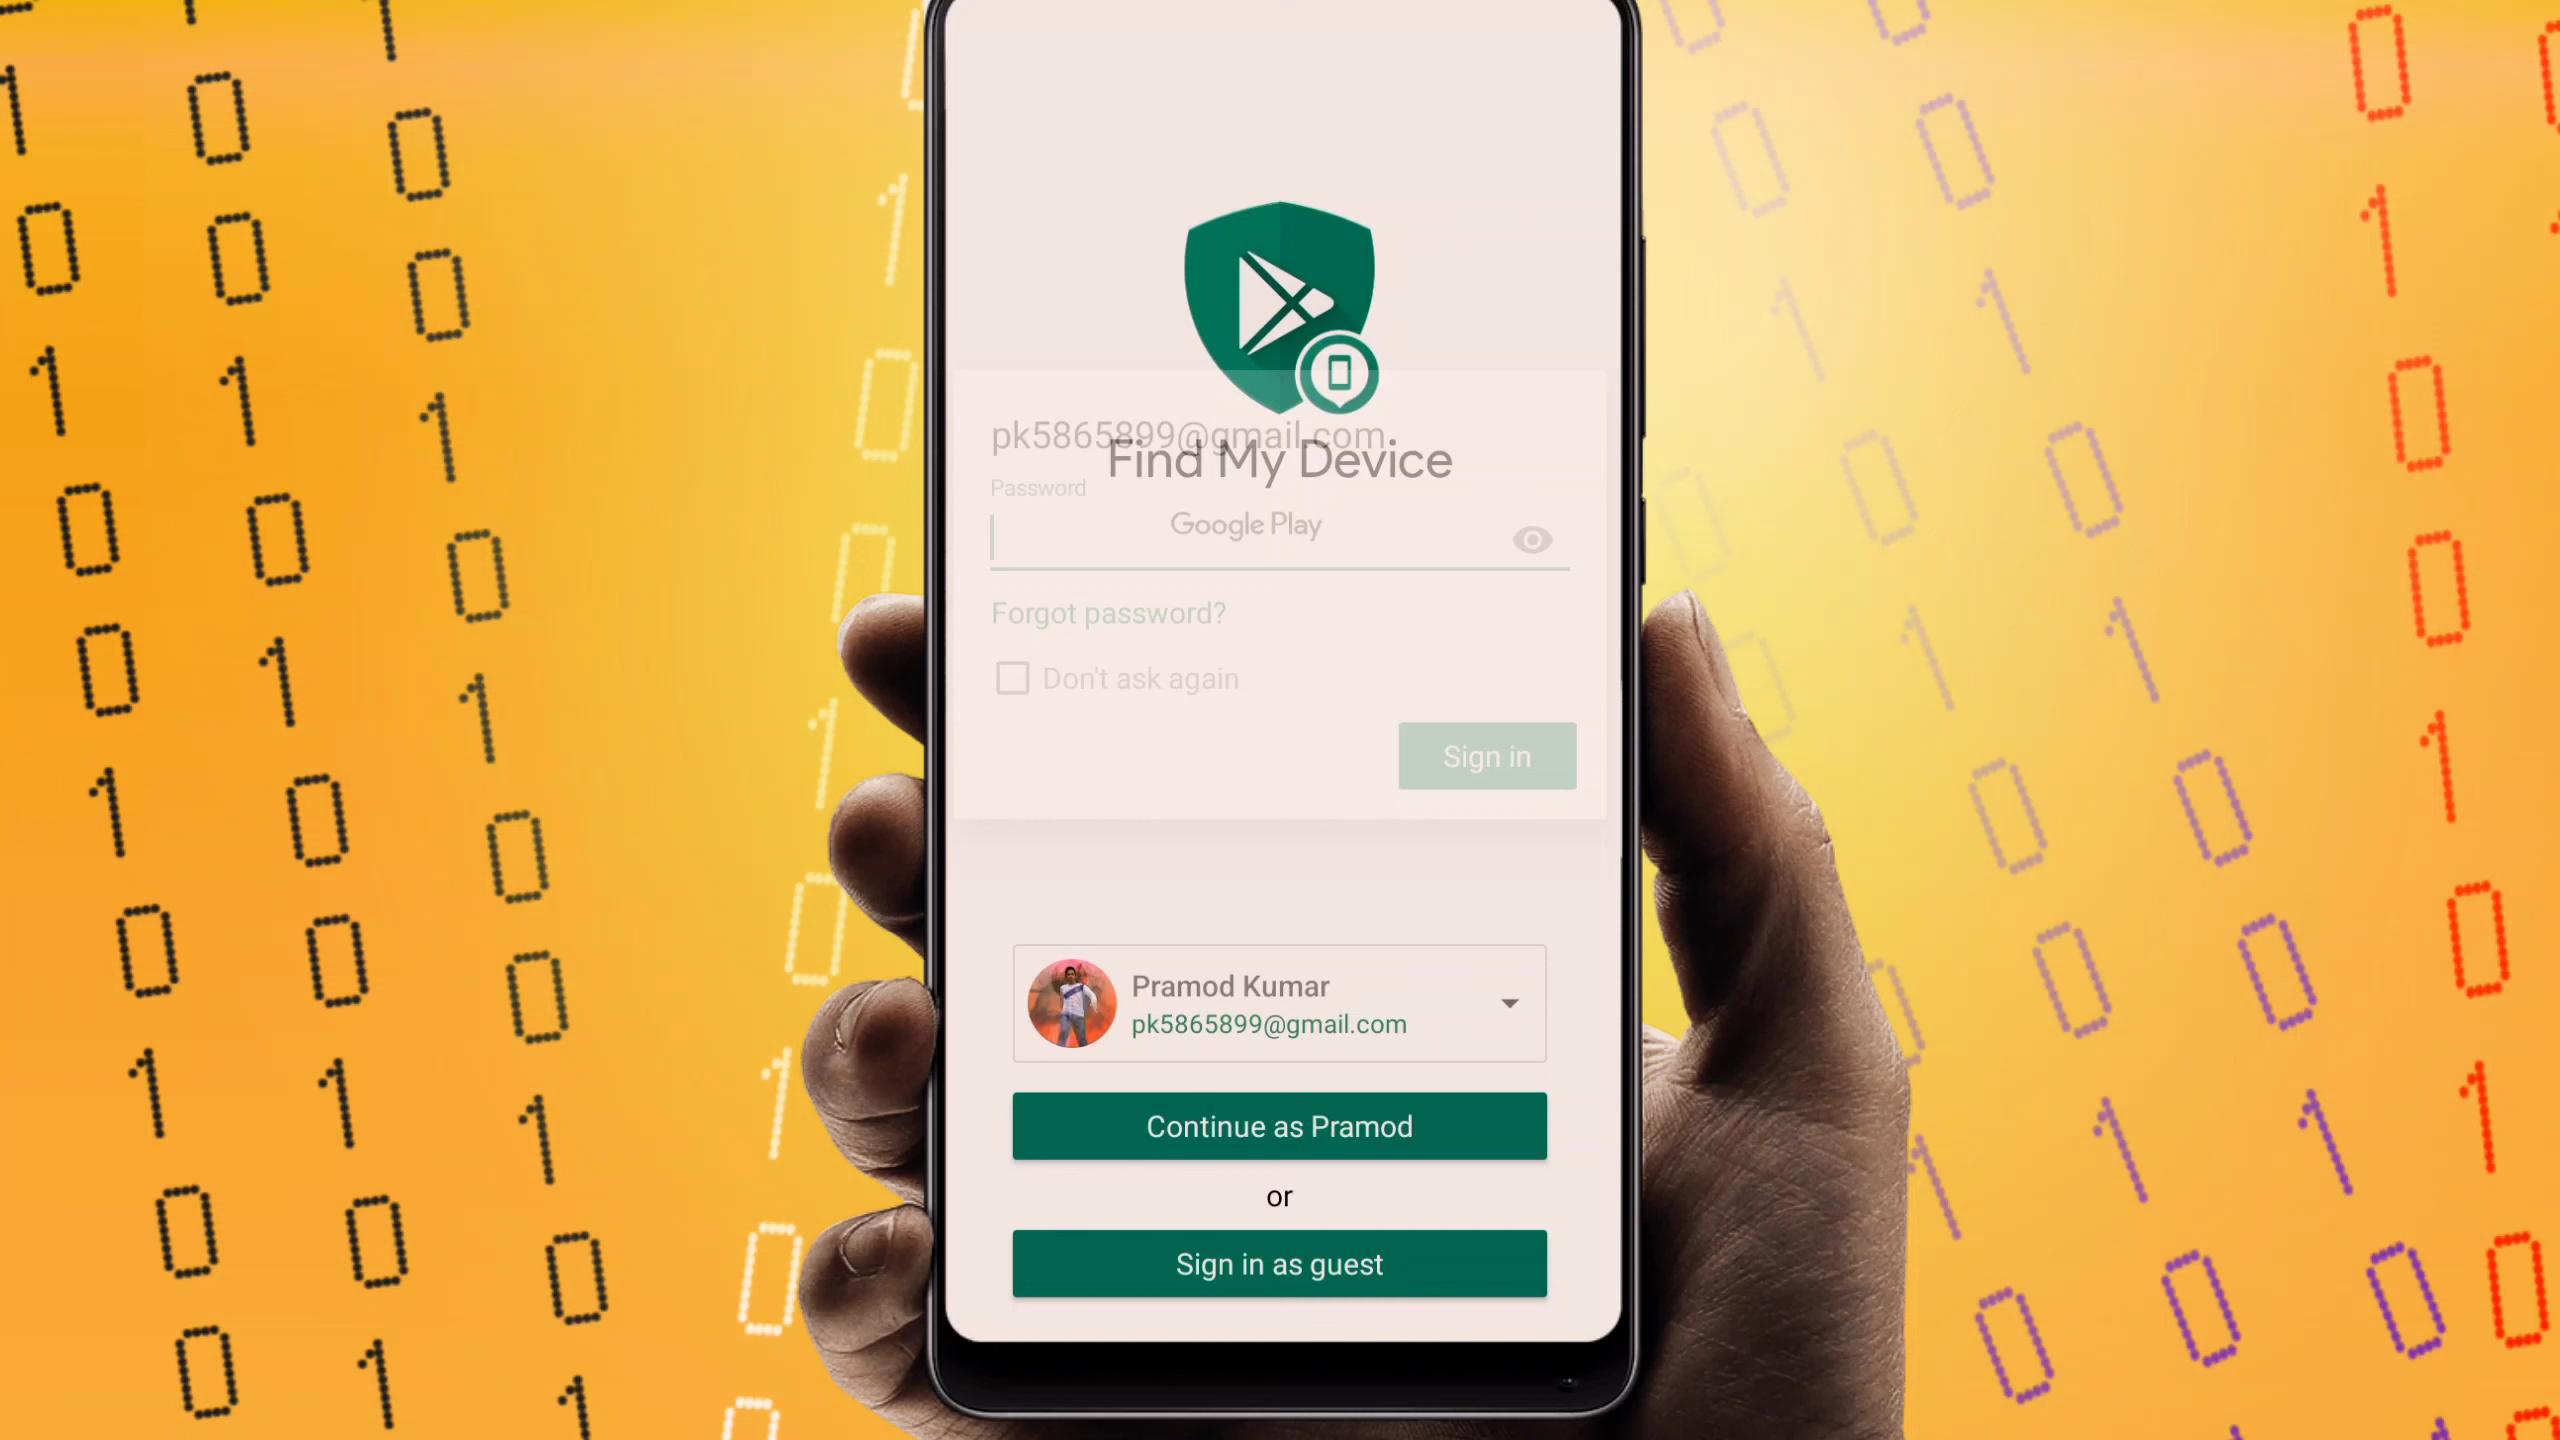 pk5865899@gmail.com
Find My Device
Password
Google Play
Forgot password?
Don't ask again
Sign in
Pramod Kumar
pk5865899@gmail.com
Continue as Pramod
or
Sign in as guest